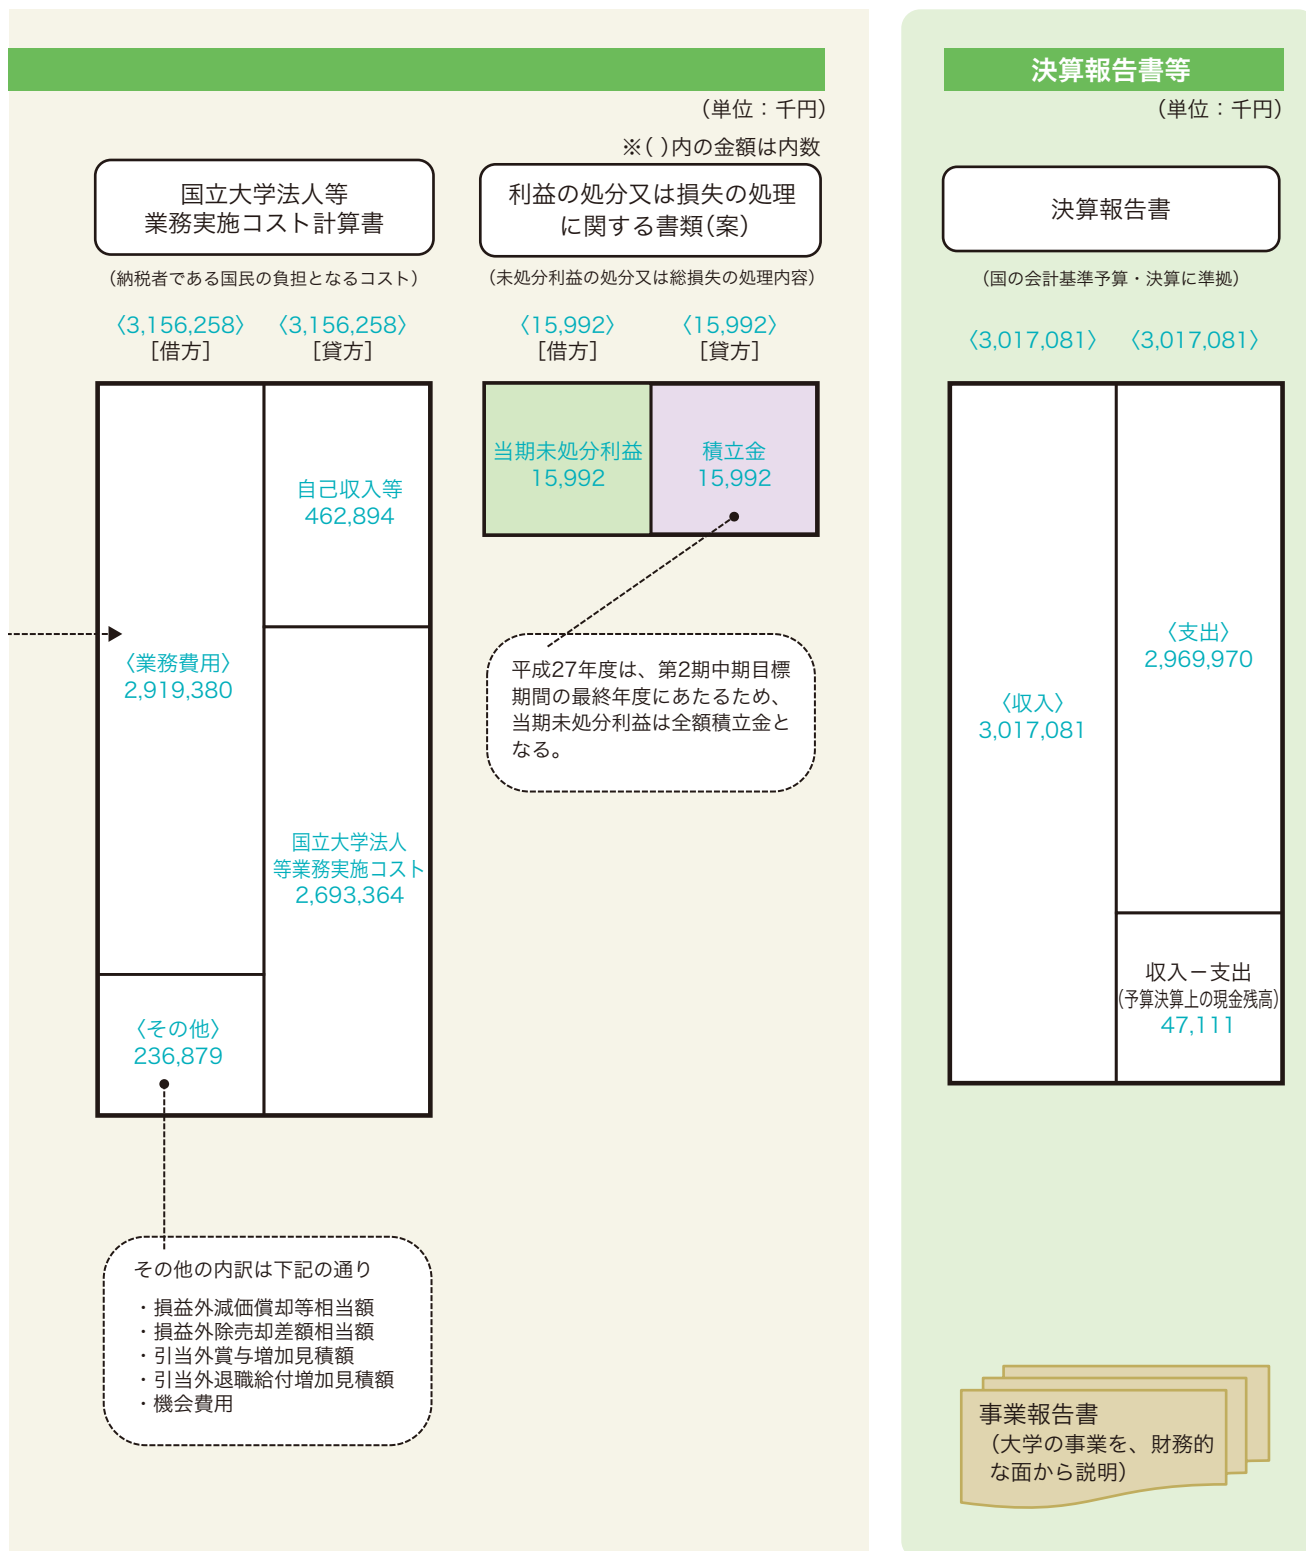 （単位：千円）
※( )内の金額は内数
国立大学法人等
業務実施コスト計算書
（納税者である国民の負担となるコスト）
〈3,156,258〉 〈3,156,258〉
［借方］ ［貸方］
自己収入等
462,894
〈業務費用〉
2,919,380
国立大学法人
等業務実施コスト
2,693,364
〈その他〉
236,879
その他の内訳は下記の通り
・損益外減価償却等相当額
・損益外除売却差額相当額
・引当外賞与増加見積額
・引当外退職給付増加見積額
・機会費用
利益の処分又は損失の処理
に関する書類（案）
（未処分利益の処分又は総損失の処理内容）
〈15,992〉 〈15,992〉
［借方］ ［貸方］
当期未処分利益
15,992
積立金
15,992
平成27年度は、第2期中期目標
期間の最終年度にあたるため、
当期未処分利益は全額積立金と
なる。
決算報告書等
（単位：千円）
決算報告書
（国の会計基準予算・決算に準拠）
〈3,017,081〉 〈3,017,081〉
〈収入〉
3,017,081
〈支出〉
2,969,970
収入－支出
（予算決算上の現金残高）
47,111
事業報告書
（大学の事業を、財務的
な面から説明）